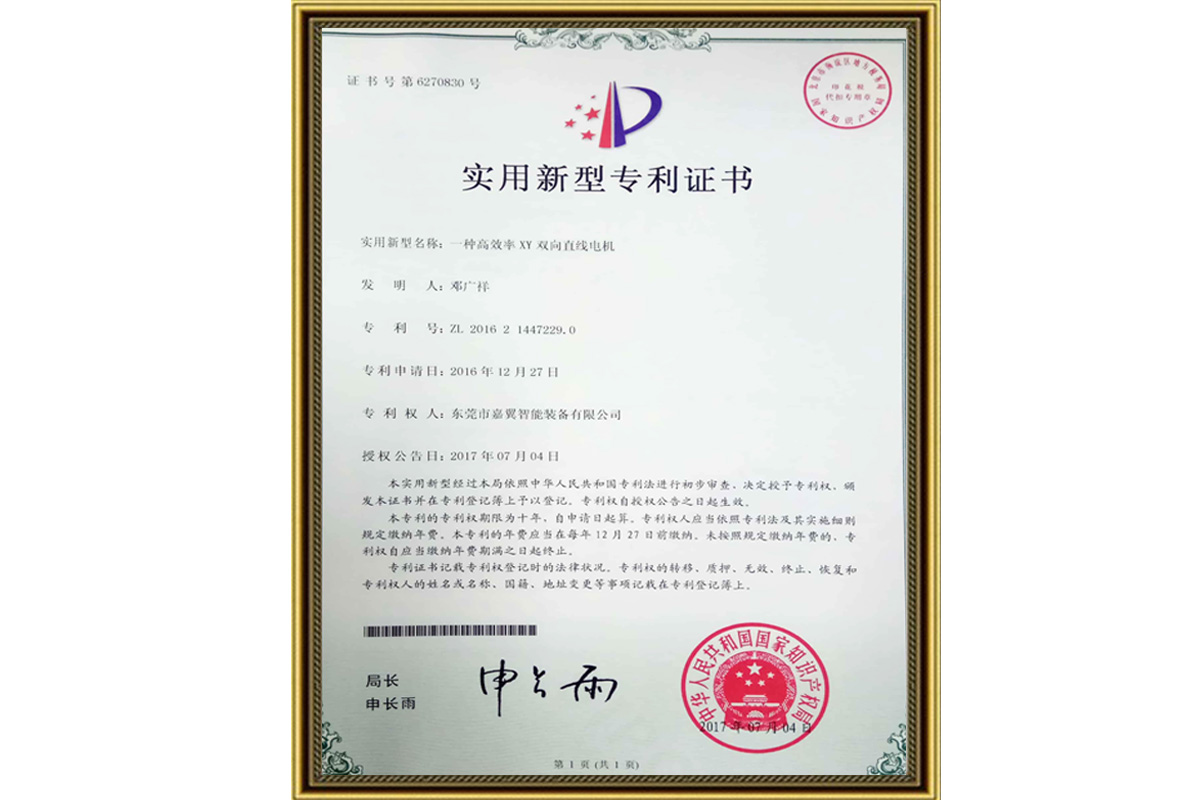 证书号第6270830号
印花税
代扣专用章
国家知识产权局
实用新型专利证书
实用新型名称：一种高效率XY双向直线电机
发明人：邓广祥
专利号：ZL 2016 2 1447229.0
专利申请日：2016年12月27日
专利权人：东莞市嘉翼智能装备有限公司
授权公告日：2017年07月04日
本实用新型经过本局依照中华人民共和国专利法进行初步审查，决定授予专利权，颁
发本证书并在专利登记簿上予以登记。专利权自授权公告之日起生效。
本专利的专利权期限为十年，自申请日起算。专利权人应当依照专利法及其实施细则
规定缴纳年费。本专利的年费应当在每年12月27日前缴纳。未按照规定缴纳年费的，专
利权自应当缴纳年费期满之日起终止。
专利证书记载专利权登记时的法律状况。专利权的转移、质押、无效、终止、恢复和
专利权人的姓名或名称、国籍、地址变更等事项记载在专利登记簿上。
局长
申长雨
申长雨
中华人民共和国国家知识产权局
2017年07月04日
第1页(共1页)